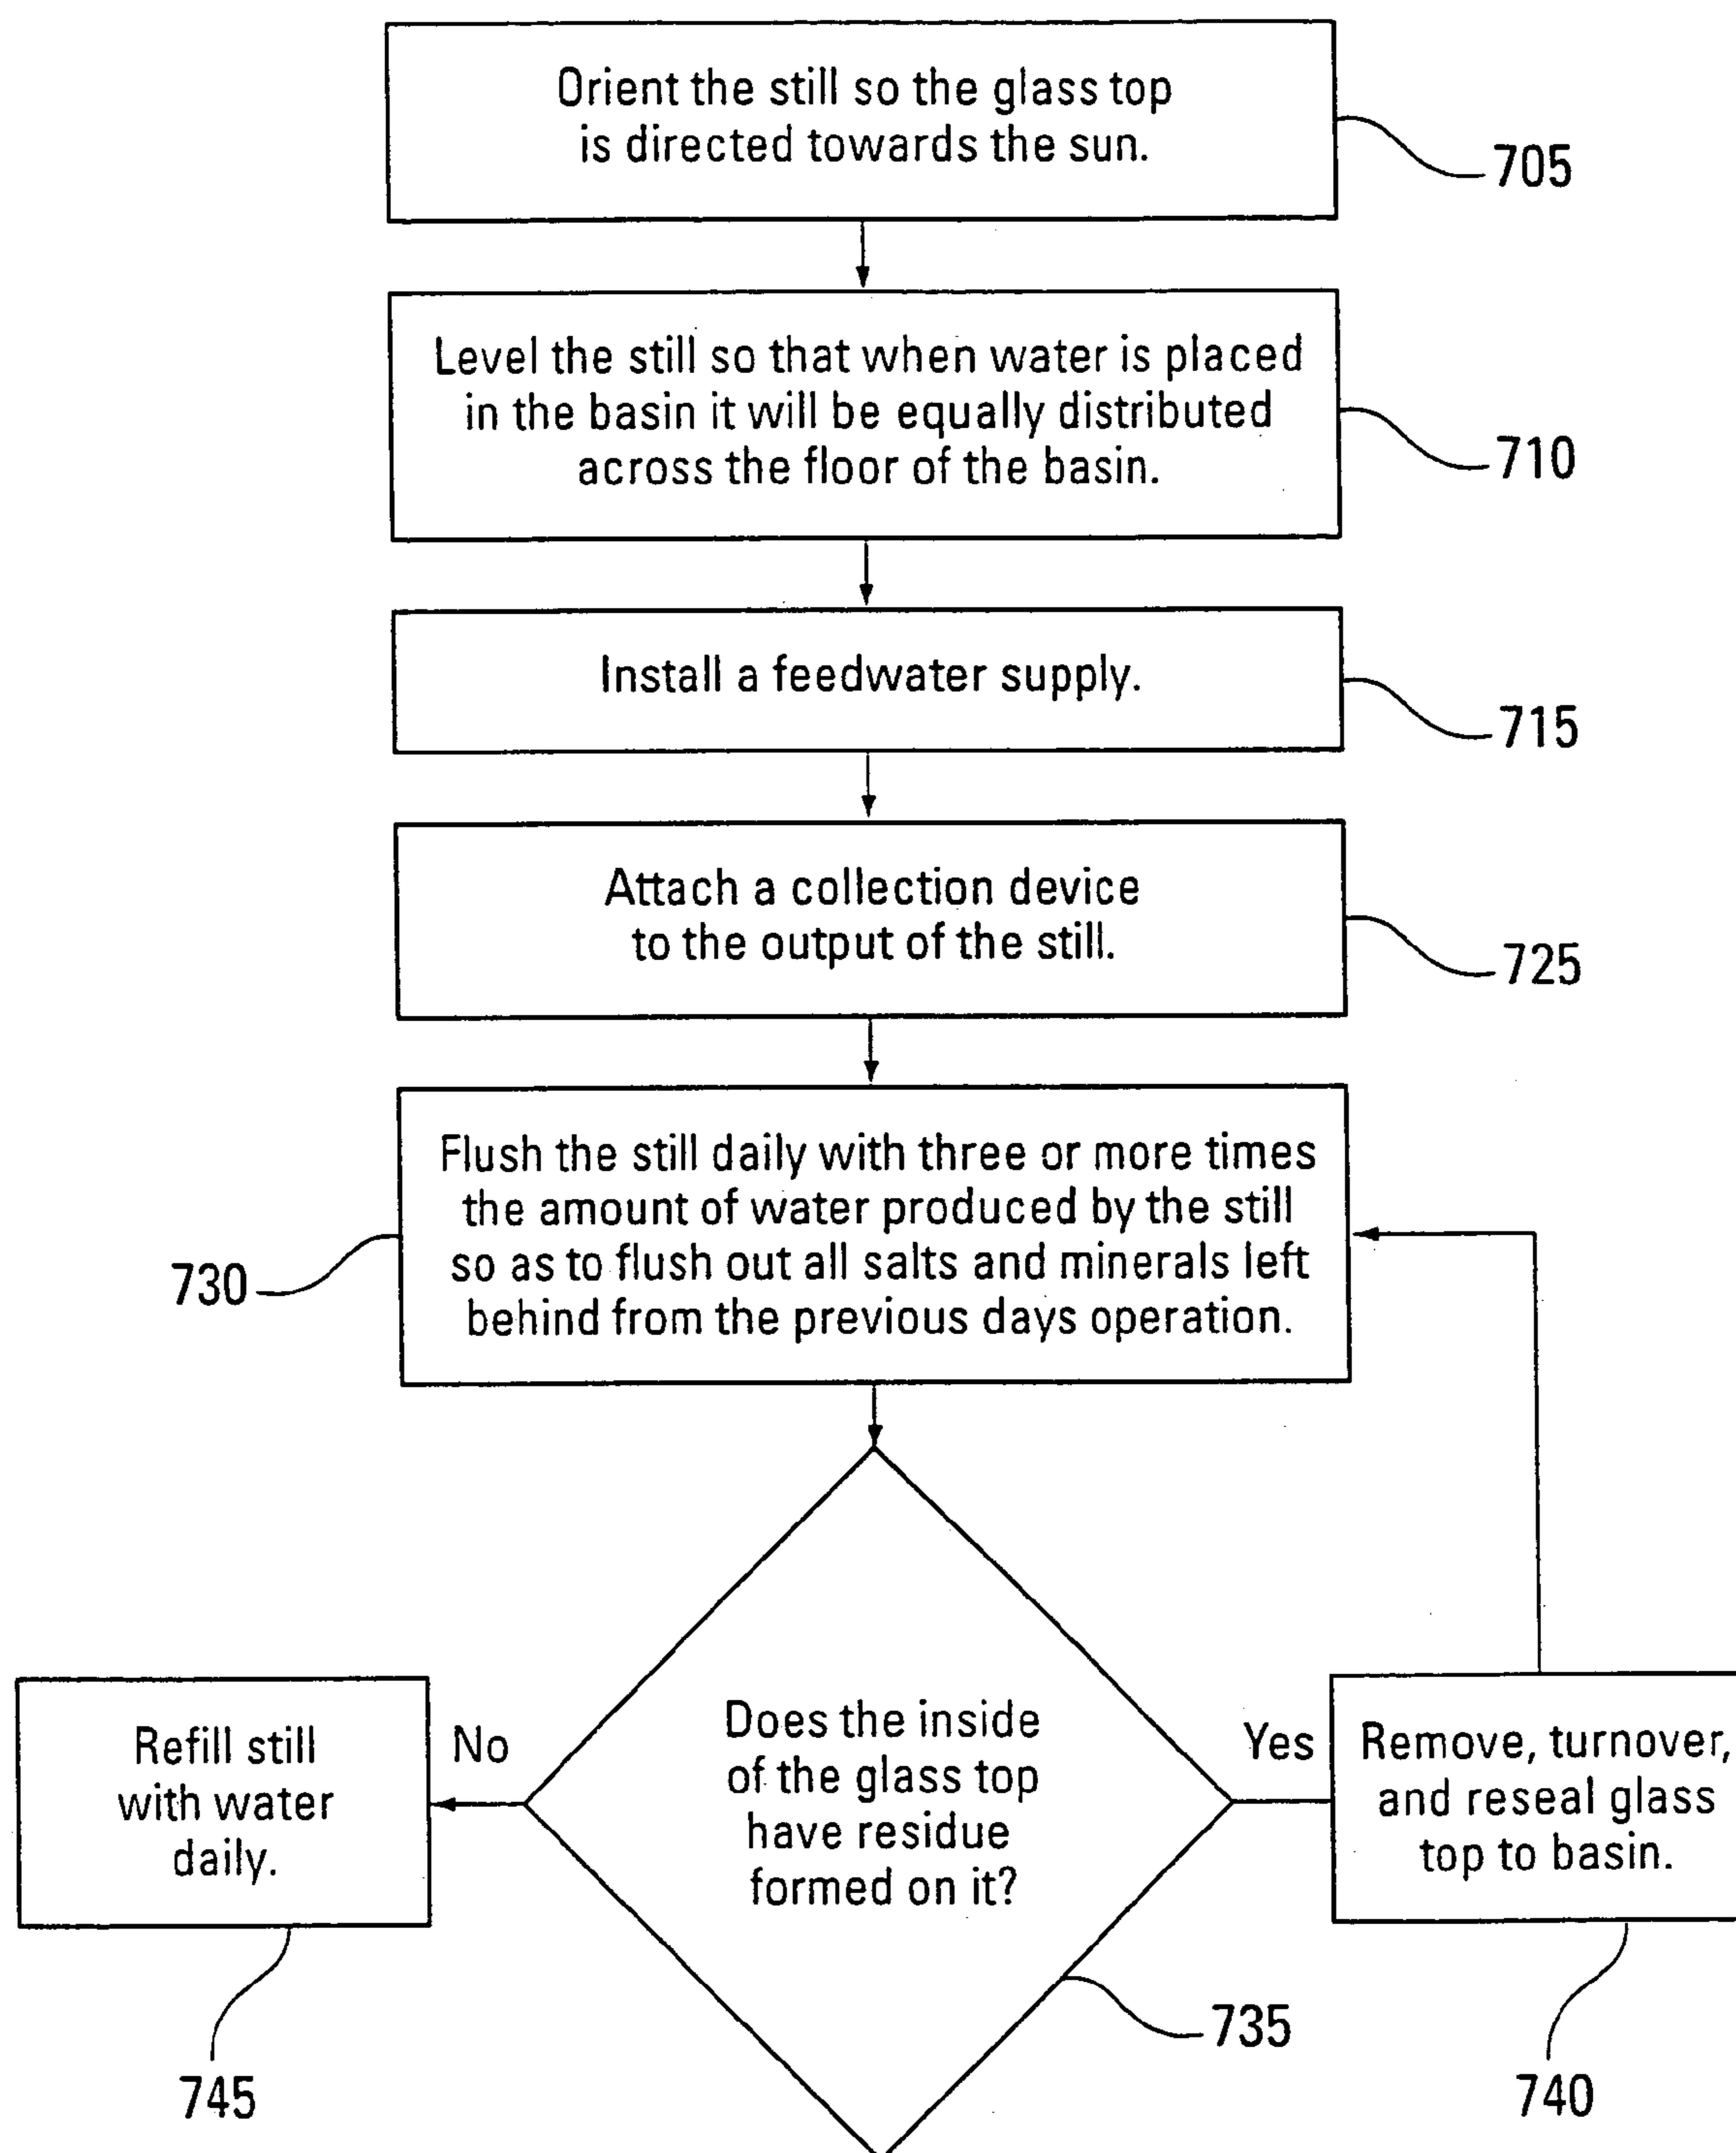 Orient the still so the glass top
is directed towards the sun.
705
Level the still so that when water is placed
in the basin it will be equally distributed
across the floor of the basin.
710
Install a feedwater supply.
715
Attach a collection device
to the output of the still.
725
Flush the still daily with three or more times
the amount of water produced by the still
so as to flush out all salts and minerals left
behind from the previous days operation.
730
Does the inside
of the glass top
have residue
formed on it?
735
Yes
Remove, turnover,
and reseal glass
top to basin.
740
No
Refill still
with water
daily.
745